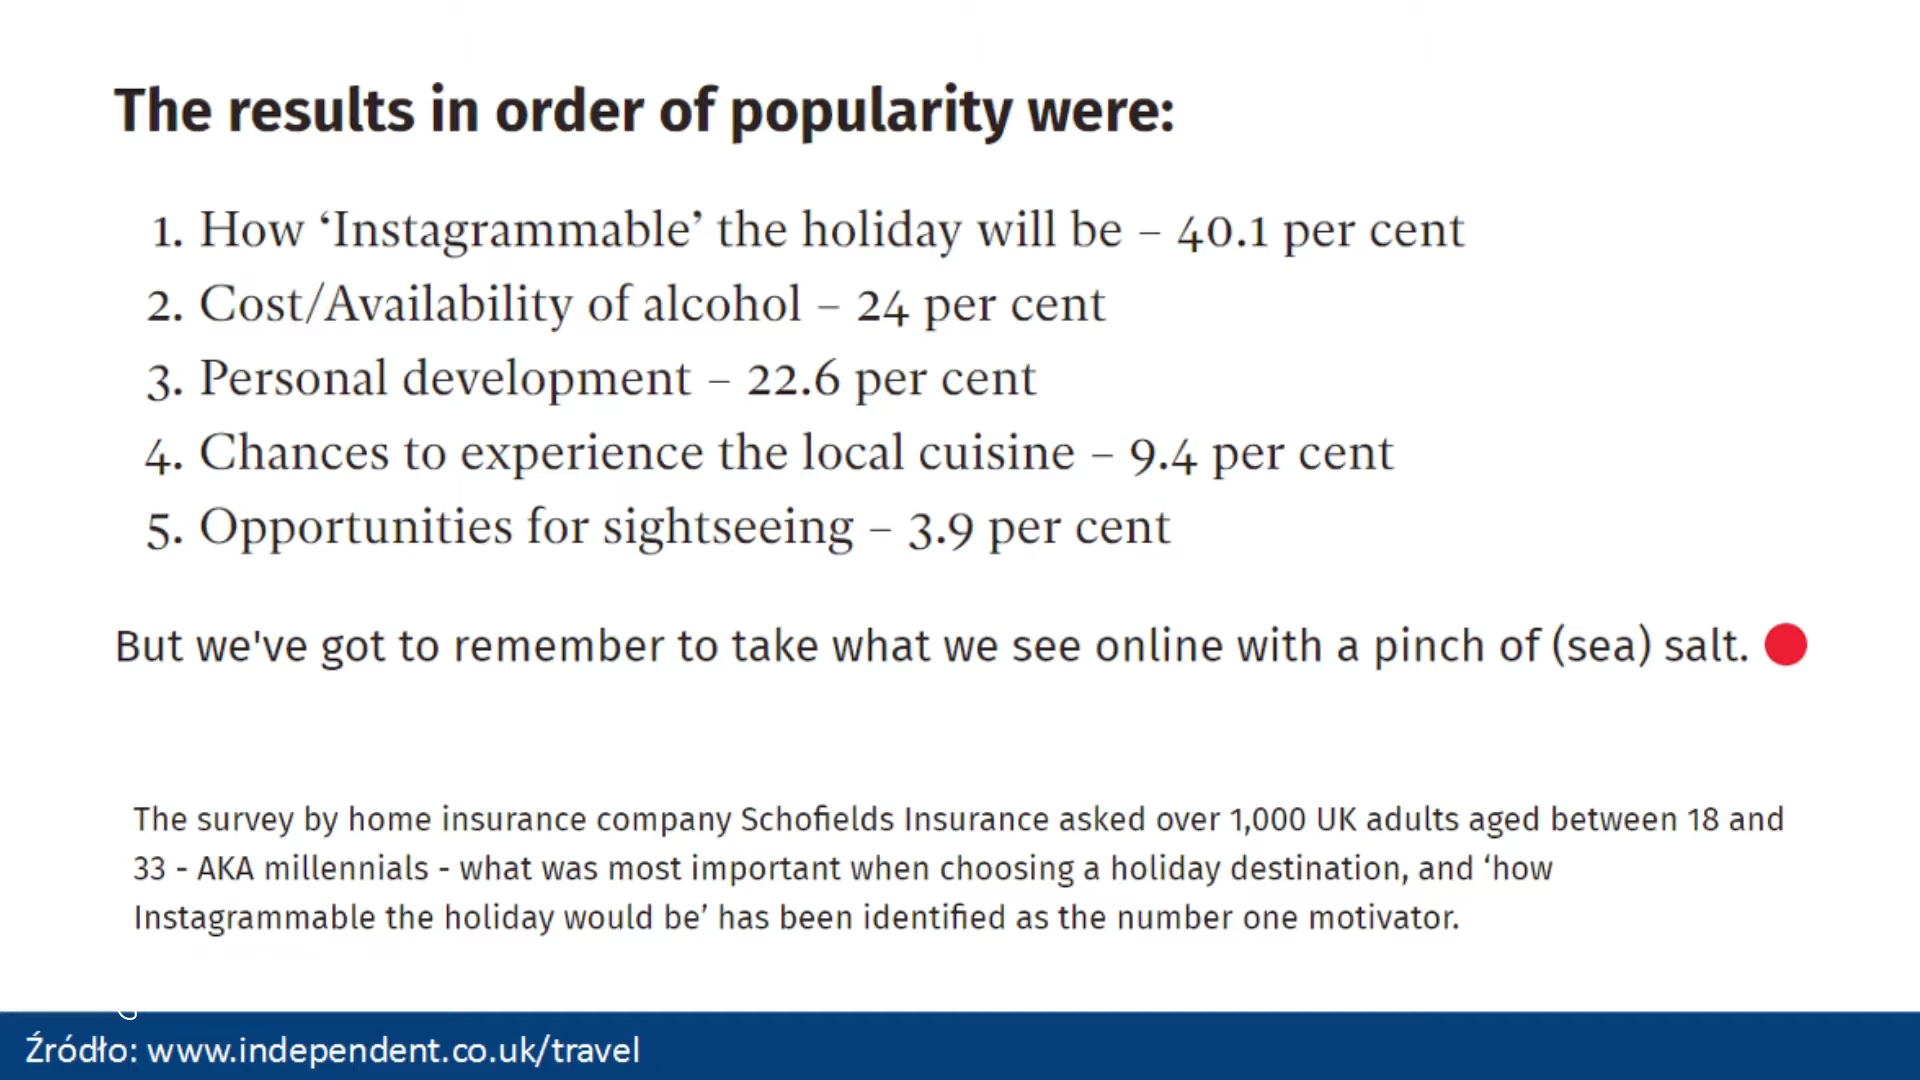 The results in order of popularity were:
1. How ‘Instagrammable’ the holiday will be – 40.1 per cent
2. Cost/Availability of alcohol – 24 per cent
3. Personal development – 22.6 per cent
4. Chances to experience the local cuisine – 9.4 per cent
5. Opportunities for sightseeing – 3.9 per cent
But we've got to remember to take what we see online with a pinch of (sea) salt.
The survey by home insurance company Schofields Insurance asked over 1,000 UK adults aged between 18 and
33 - AKA millennials - what was most important when choosing a holiday destination, and ‘how
Instagrammable the holiday would be’ has been identified as the number one motivator.
Źródło: www.independent.co.uk/travel